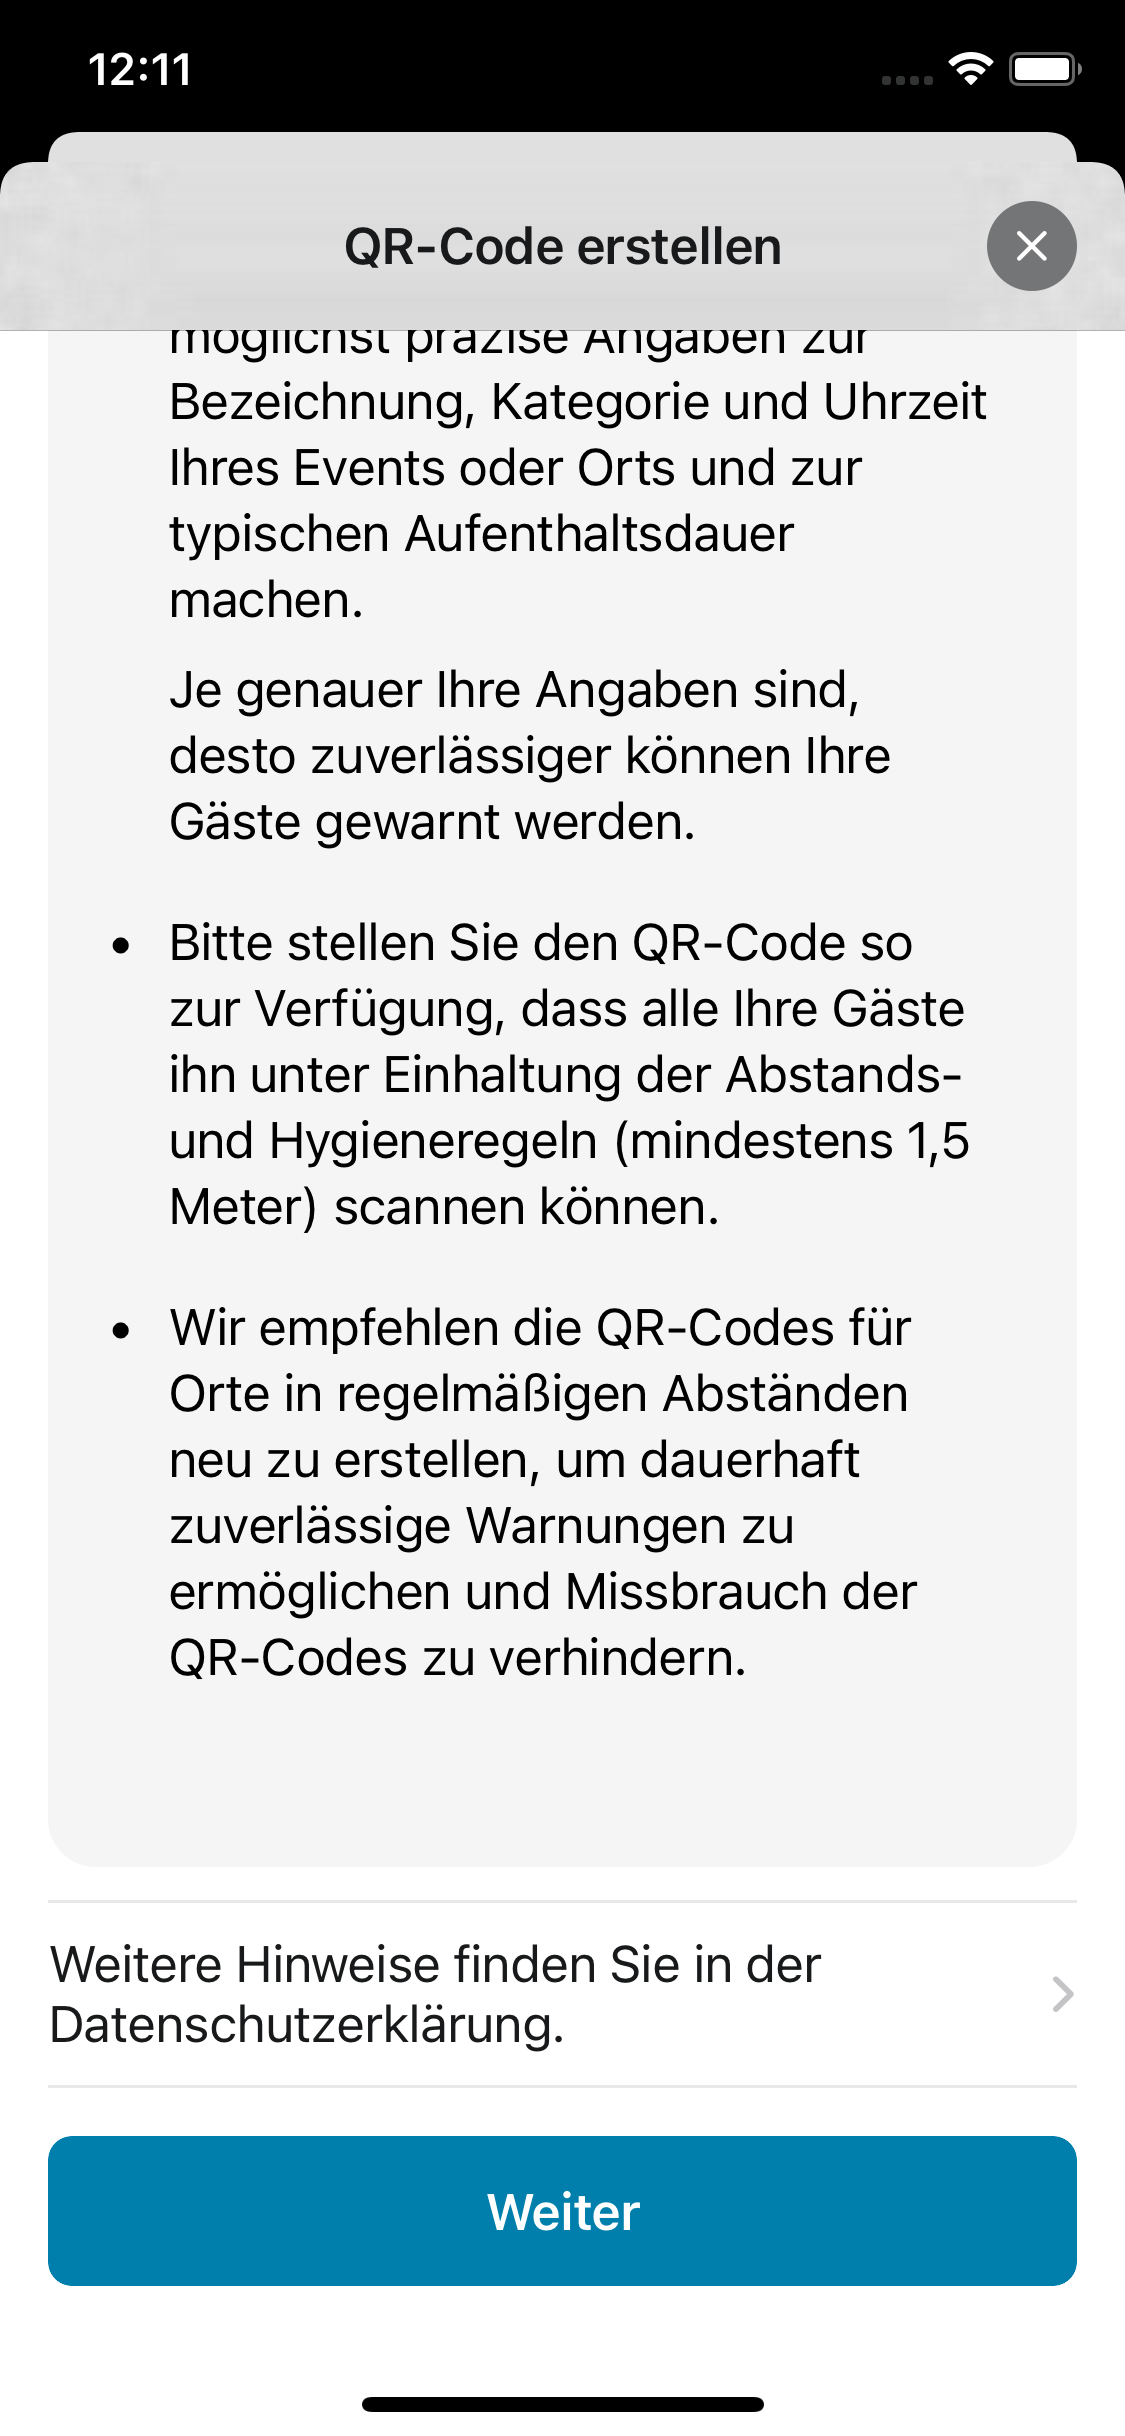 12:11
QR-Code erstellen
möglichst präzise Angaben zur
Bezeichnung, Kategorie und Uhrzeit
Ihres Events oder Orts und zur
typischen Aufenthaltsdauer
machen.
Je genauer Ihre Angaben sind,
desto zuverlässiger können Ihre
Gäste gewarnt werden.
• Bitte stellen Sie den QR-Code so
zur Verfügung, dass alle Ihre Gäste
ihn unter Einhaltung der Abstands-
und Hygieneregeln (mindestens 1,5
Meter) scannen können.
• Wir empfehlen die QR-Codes für
Orte in regelmäßigen Abständen
neu zu erstellen, um dauerhaft
zuverlässige Warnungen zu
ermöglichen und Missbrauch der
QR-Codes zu verhindern.
Weitere Hinweise finden Sie in der
Datenschutzerklärung.
Weiter